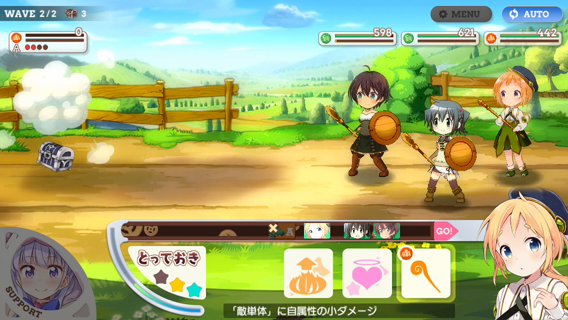 WAVE 2/2 3
MENU
AUTO
0
A
598
621
442
A
GO!
とっておき
SUPPORT
「敵単体」に自属性の小ダメージ